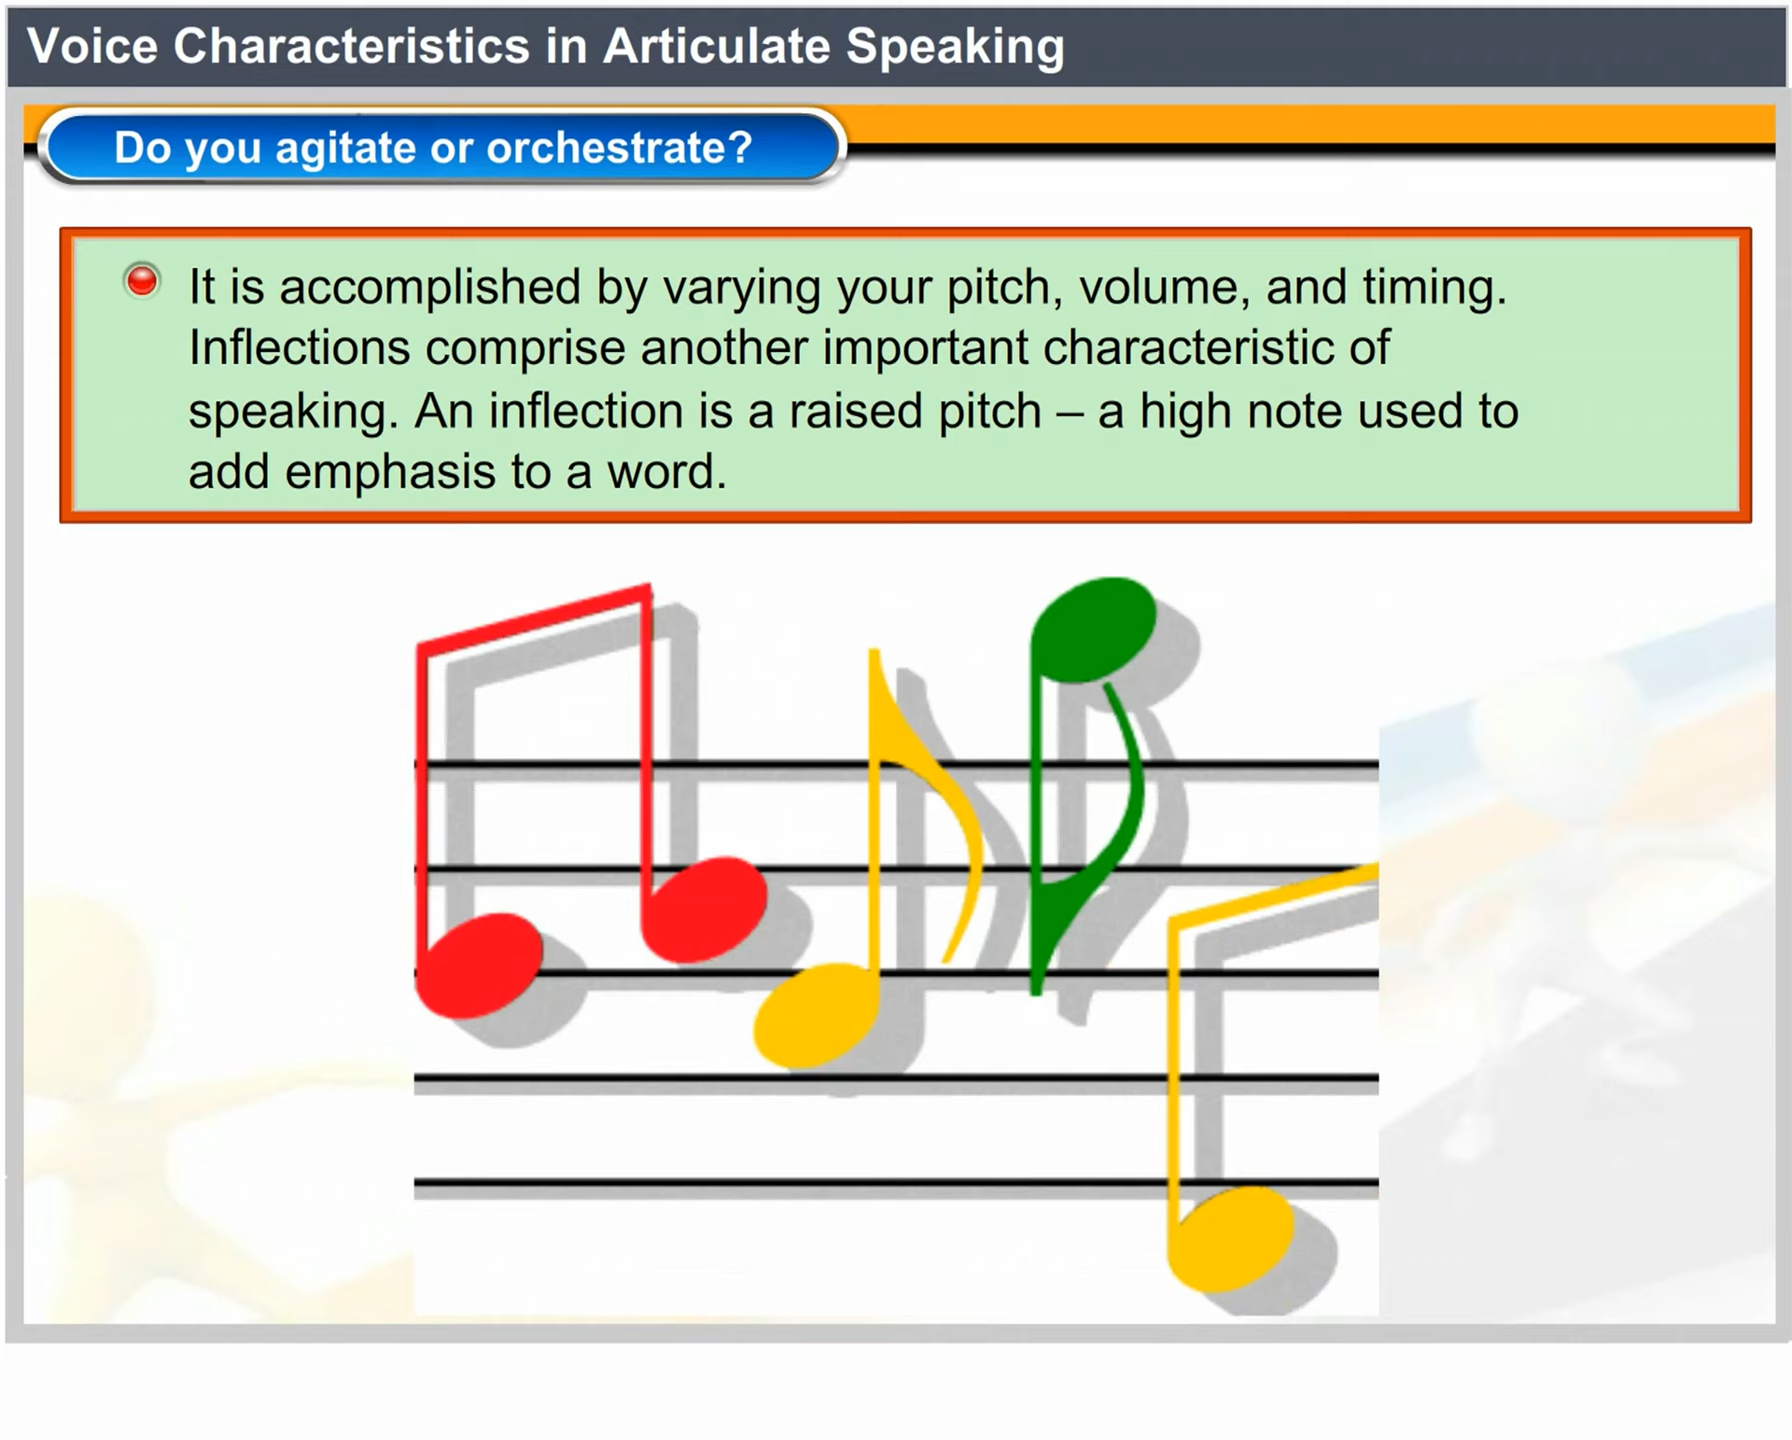 Voice Characteristics in Articulate Speaking
Do you agitate or orchestrate?
It is accomplished by varying your pitch, volume, and timing.
Inflections comprise another important characteristic of
speaking. An inflection is a raised pitch – a high note used to
add emphasis to a word.